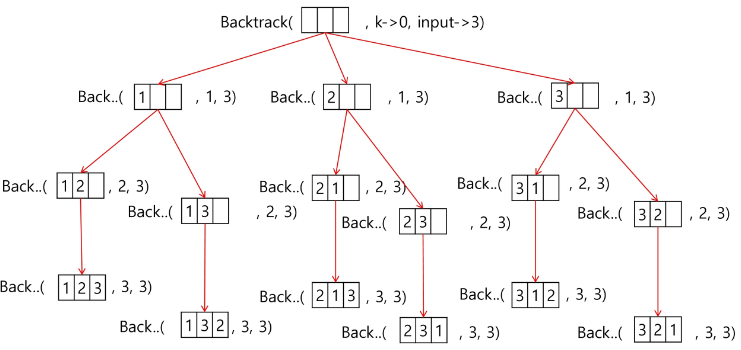 Backtrack( , k->0, input->3)
Back..( 1 , 1, 3) Back..( 2 , 1, 3) Back..( 3 , 1, 3)
Back..( 1 2 , 2, 3) Back..( 2 1 , 2, 3) Back..( 3 1 , 2, 3)
Back..( 1 3 , 2, 3) Back..( 2 3 , 2, 3) Back..( 3 2 , 2, 3)
Back..( 1 2 3 , 3, 3) Back..( 2 1 3 , 3, 3) Back..( 3 1 2 , 3, 3)
Back..( 1 3 2 , 3, 3) Back..( 2 3 1 , 3, 3) Back..( 3 2 1 , 3, 3)